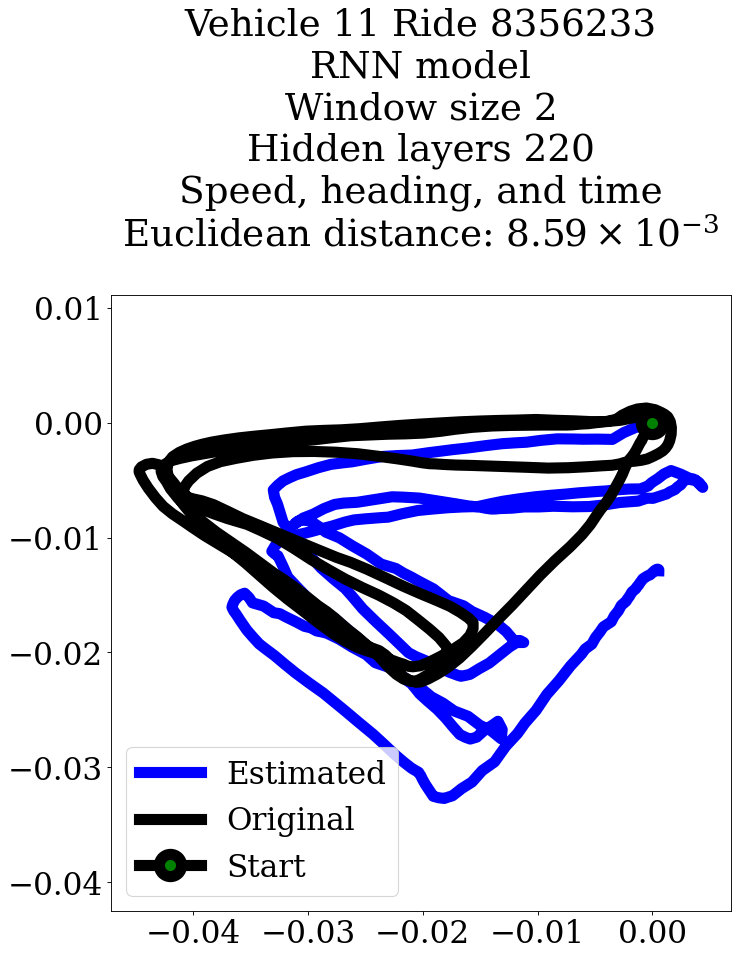 Vehicle 11 Ride 8356233
RNN model
Window size 2
Hidden layers 220
Speed, heading, and time
Euclidean distance: 8.59 × 10⁻³
0.01
0.00
−0.01
−0.02
−0.03
−0.04
Estimated
Original
Start
−0.04 −0.03 −0.02 −0.01 0.00